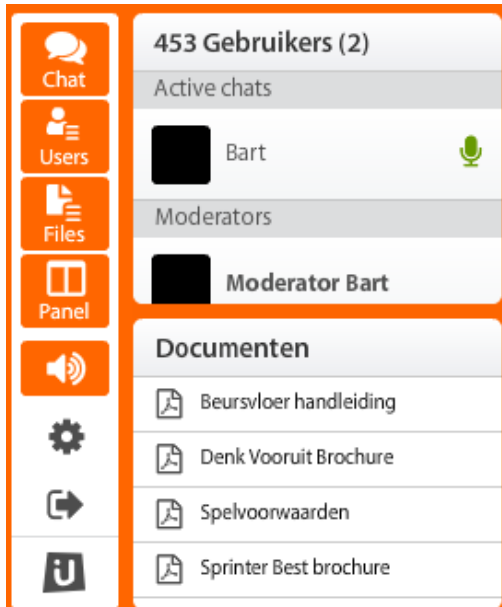 Chat
Users
Files
Panel
453 Gebruikers (2)
Active chats
Bart
Moderators
Moderator Bart
Documenten
Beursvloer handleiding
Denk Vooruit Brochure
Spelvoorwaarden
Sprinter Best brochure